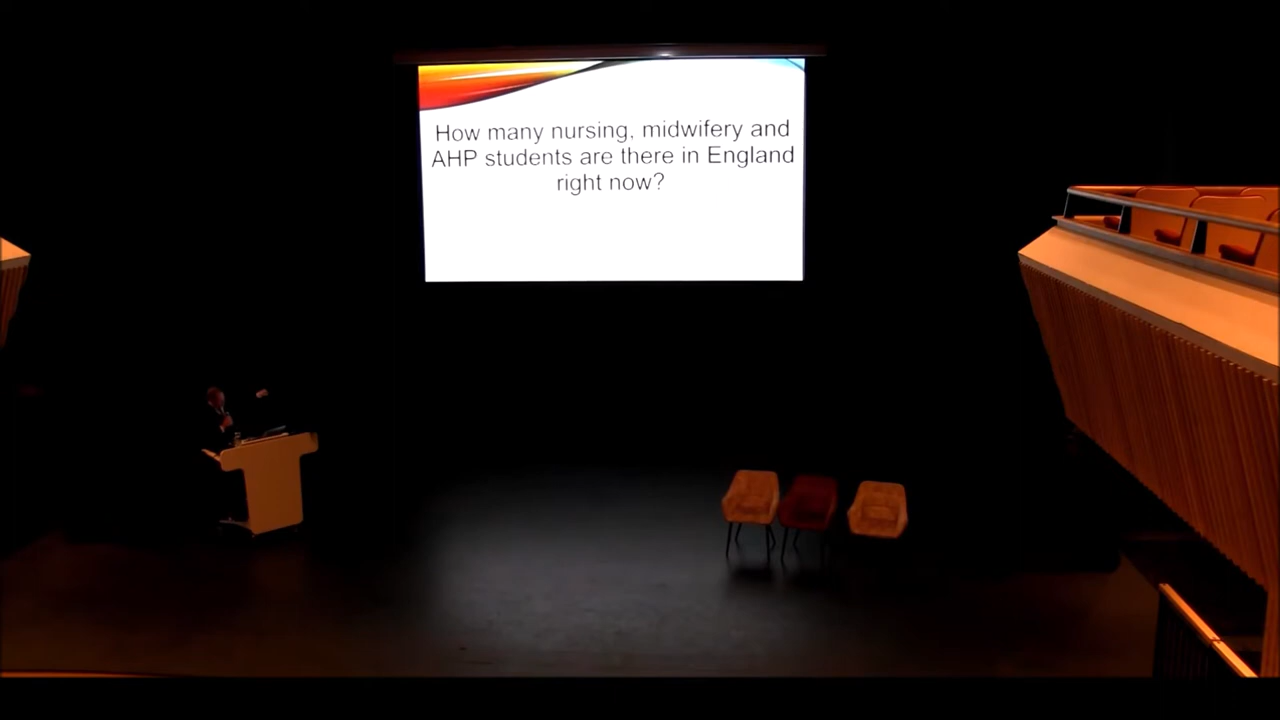 How many nursing, midwifery and
AHP students are there in England
right now?